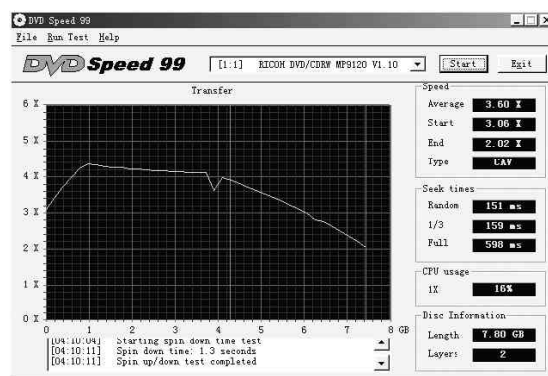 DVD Speed 99
File Run Test Help
DVD Speed 99
[1:1] RICOH DVD/CDRW MP9120 V1.10
Start
Exit
Transfer
6 X
5 X
4 X
3 X
2 X
1 X
0 X
0 1 2 3 4 5 6 7 8 GB
Speed
Average 3.60 X
Start 3.06 X
End 2.02 X
Type CAV
Seek times
Random 151 ms
1/3 159 ms
Full 598 ms
CPU usage
1X 16%
Disc Information
Length 7.80 GB
Layers 2
[04:10:04] Starting spin down time test
[04:10:11] Spin down time: 1.3 seconds
[04:10:11] Spin up/down test completed